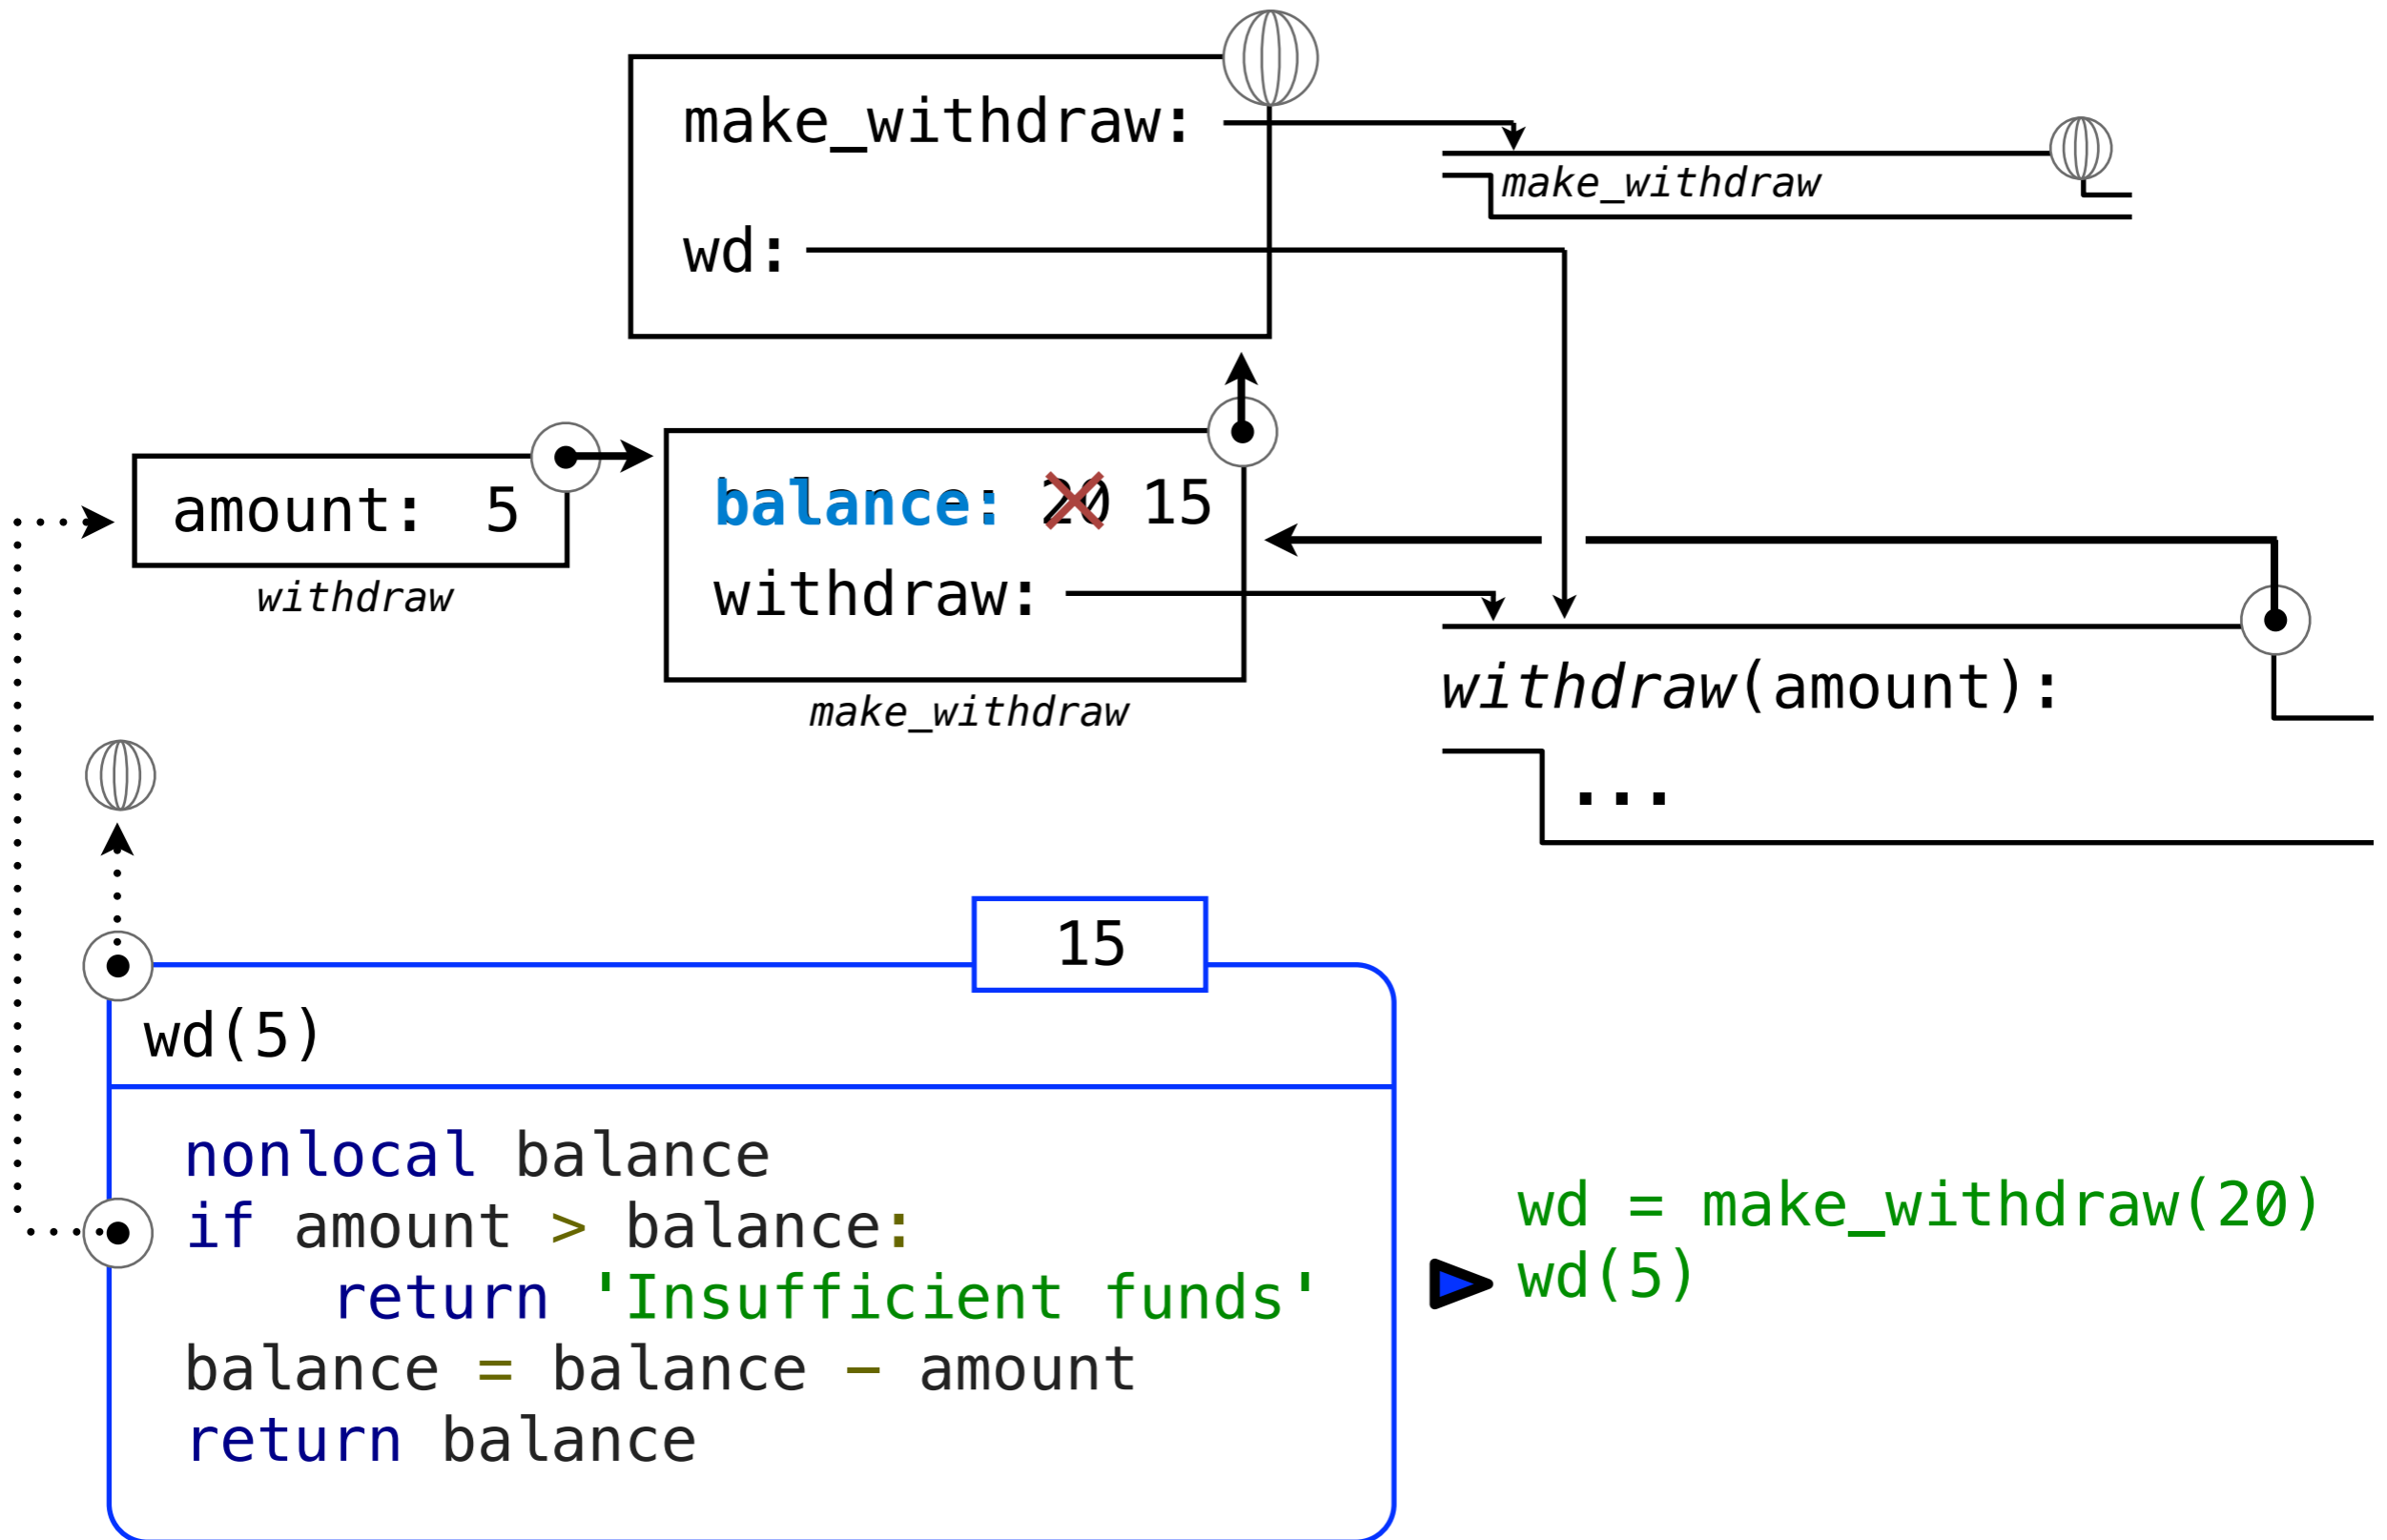 make_withdraw:
make_withdraw
wd:
amount: 5
withdraw
balance: 20 15
withdraw:
make_withdraw
withdraw(amount):
...
15
wd(5)
nonlocal balance
if amount > balance:
    return 'Insufficient funds'
balance = balance − amount
return balance
wd = make_withdraw(20)
wd(5)